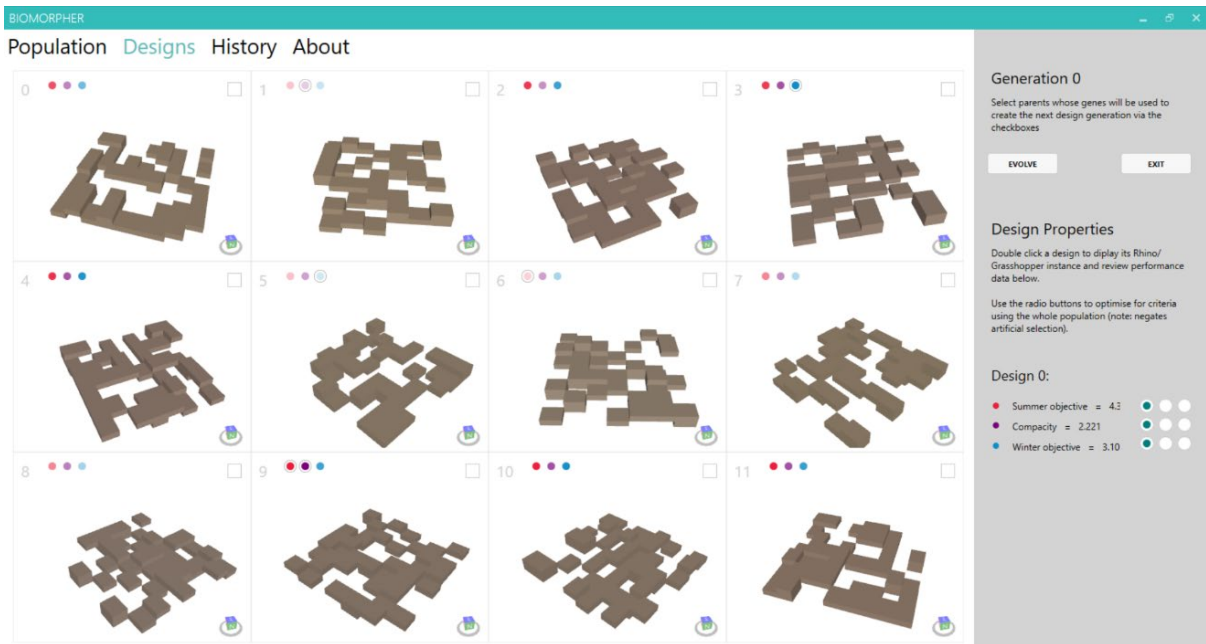 BIOMORPHER
Population Designs History About
0
1
2
3
4
5
6
7
8
9
10
11
Generation 0
Select parents whose genes will be used to
create the next design generation via the
checkboxes
EVOLVE
EXIT
Design Properties
Double click a design to diplay its Rhino/
Grasshopper instance and review performance
data below.
Use the radio buttons to optimise for criteria
using the whole population (note: negates
artificial selection).
Design 0:
Summer objective = 4.3
Compacity = 2.221
Winter objective = 3.10